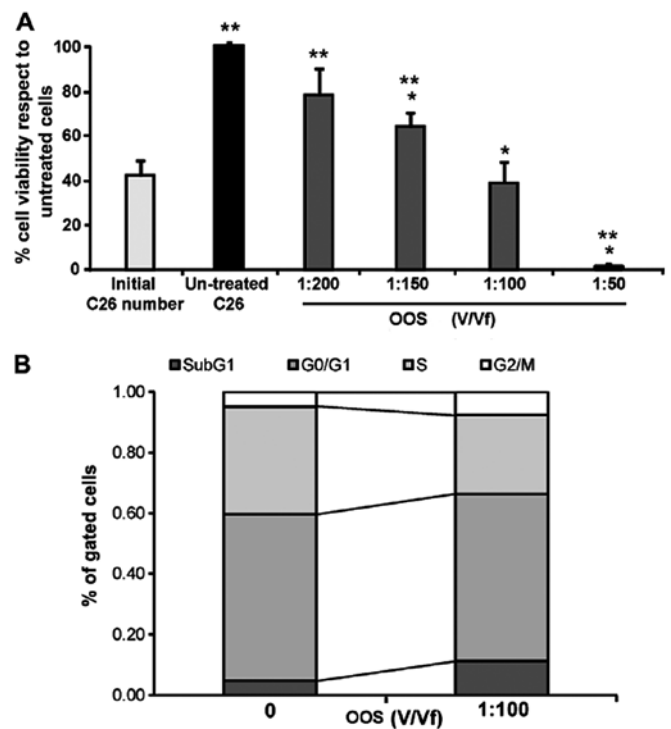 A
% cell viability respect to
untreated cells
100
80
60
40
20
0
**
**
**
*
*
**
*
Initial
C26 number
Un-treated
C26
1:200
1:150
1:100
1:50
OOS (V/Vf)
B
SubG1 G0/G1 S G2/M
% of gated cells
1.00
0.80
0.60
0.40
0.20
0.00
0
OOS (V/Vf)
1:100